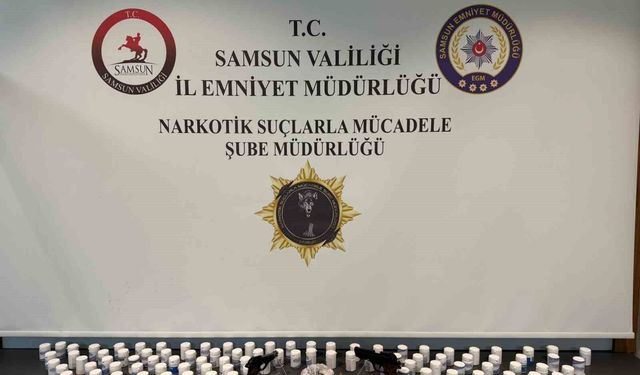 T.C.
SAMSUN VALİLİĞİ
İL EMNİYET MÜDÜRLÜĞÜ
NARKOTİK SUÇLARLA MÜCADELE
ŞUBE MÜDÜRLÜĞÜ
T.C.
SAMSUN
SAMSUN VALİLİĞİ
SAMSUN EMNİYET MÜDÜRLÜĞÜ
EGM